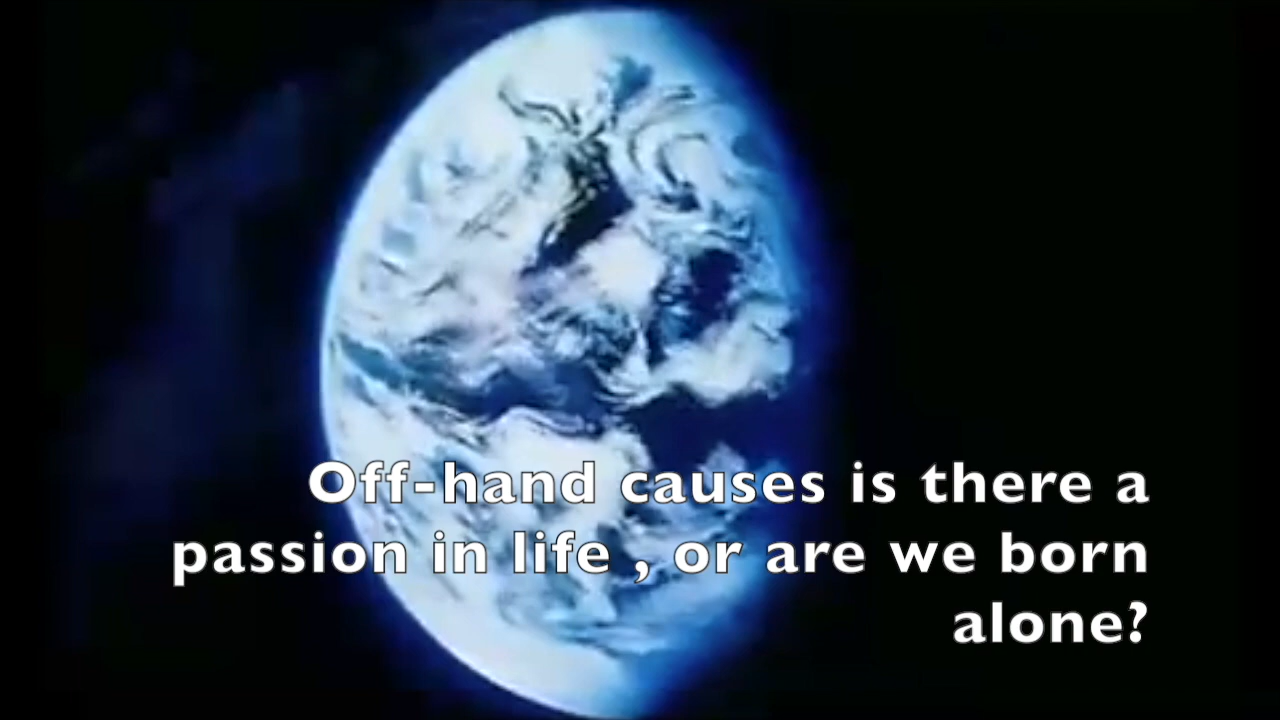 Off-hand causes is there a
passion in life , or are we born
alone?